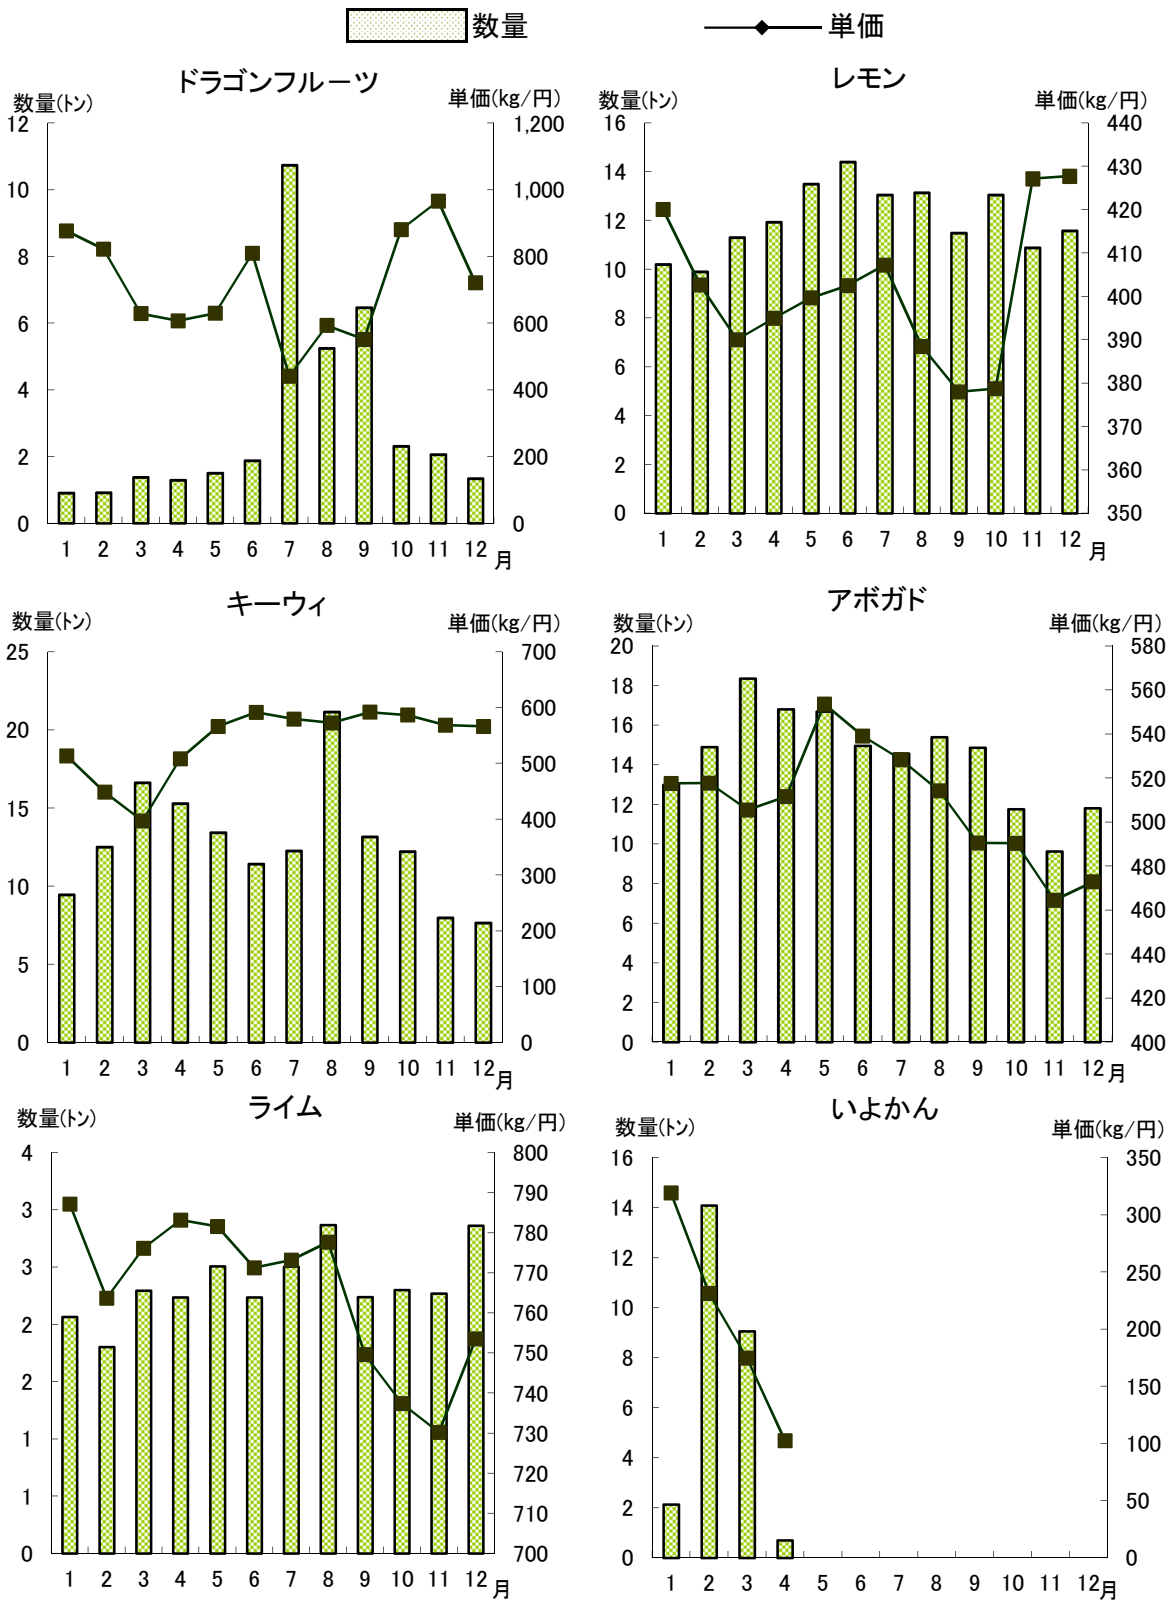 数量 単価
ドラゴンフルーツ
数量(トン) 単価(kg/円)
12 1,200
10 1,000
8 800
6 600
4 400
2 200
0 0
1 2 3 4 5 6 7 8 9 10 11 12 月
レモン
数量(トン) 単価(kg/円)
16 440
14 430
12 420
10 410
8 400
6 390
4 380
2 370
0 360
350
1 2 3 4 5 6 7 8 9 10 11 12 月
キーウィ
数量(トン) 単価(kg/円)
25 700
20 600
15 500
10 400
5 300
0 200
100
0
1 2 3 4 5 6 7 8 9 10 11 12 月
アボガド
数量(トン) 単価(kg/円)
20 580
18 560
16 540
14 520
12 500
10 480
8 460
6 440
4 420
2 400
0
1 2 3 4 5 6 7 8 9 10 11 12 月
ライム
数量(トン) 単価(kg/円)
4 800
3 790
3 780
2 770
2 760
1 750
1 740
0 730
720
710
700
1 2 3 4 5 6 7 8 9 10 11 12 月
いよかん
数量(トン) 単価(kg/円)
16 350
14 300
12 250
10 200
8 150
6 100
4 50
2 0
0
1 2 3 4 5 6 7 8 9 10 11 12 月